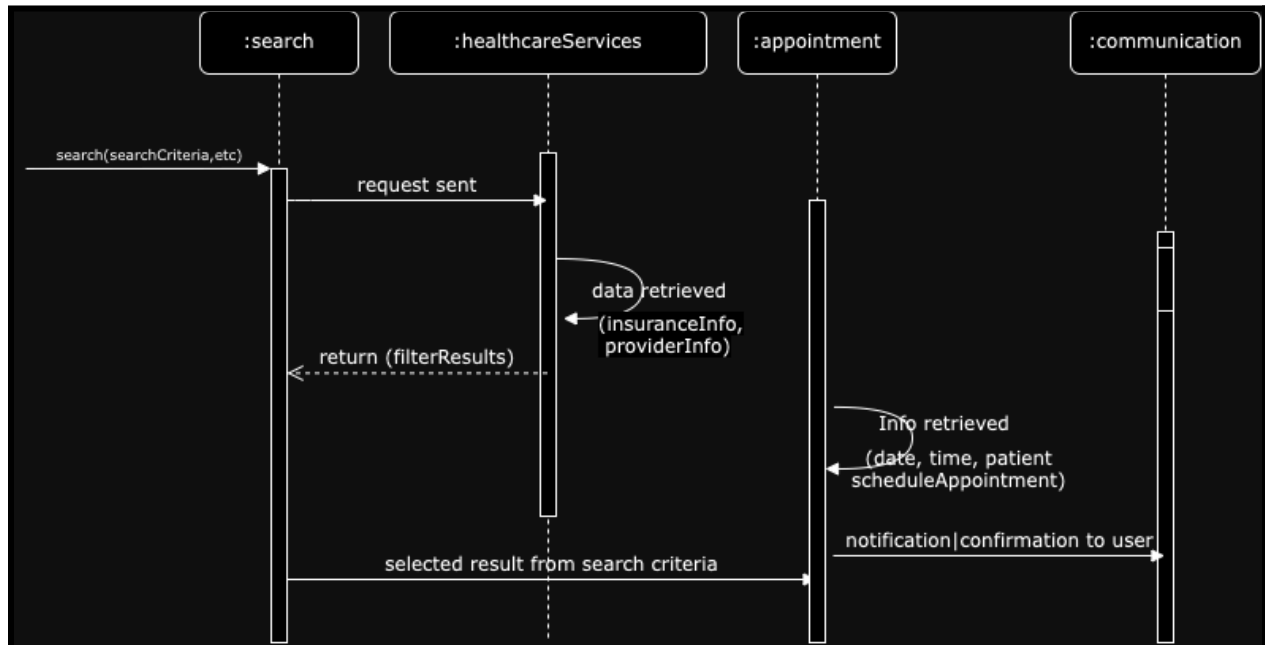 :search
:healthcareServices
:appointment
:communication
search(searchCriteria,etc)
request sent
data retrieved
(insuranceInfo,
providerInfo)
return (filterResults)
Info retrieved
(date, time, patient
scheduleAppointment)
notification|confirmation to user
selected result from search criteria